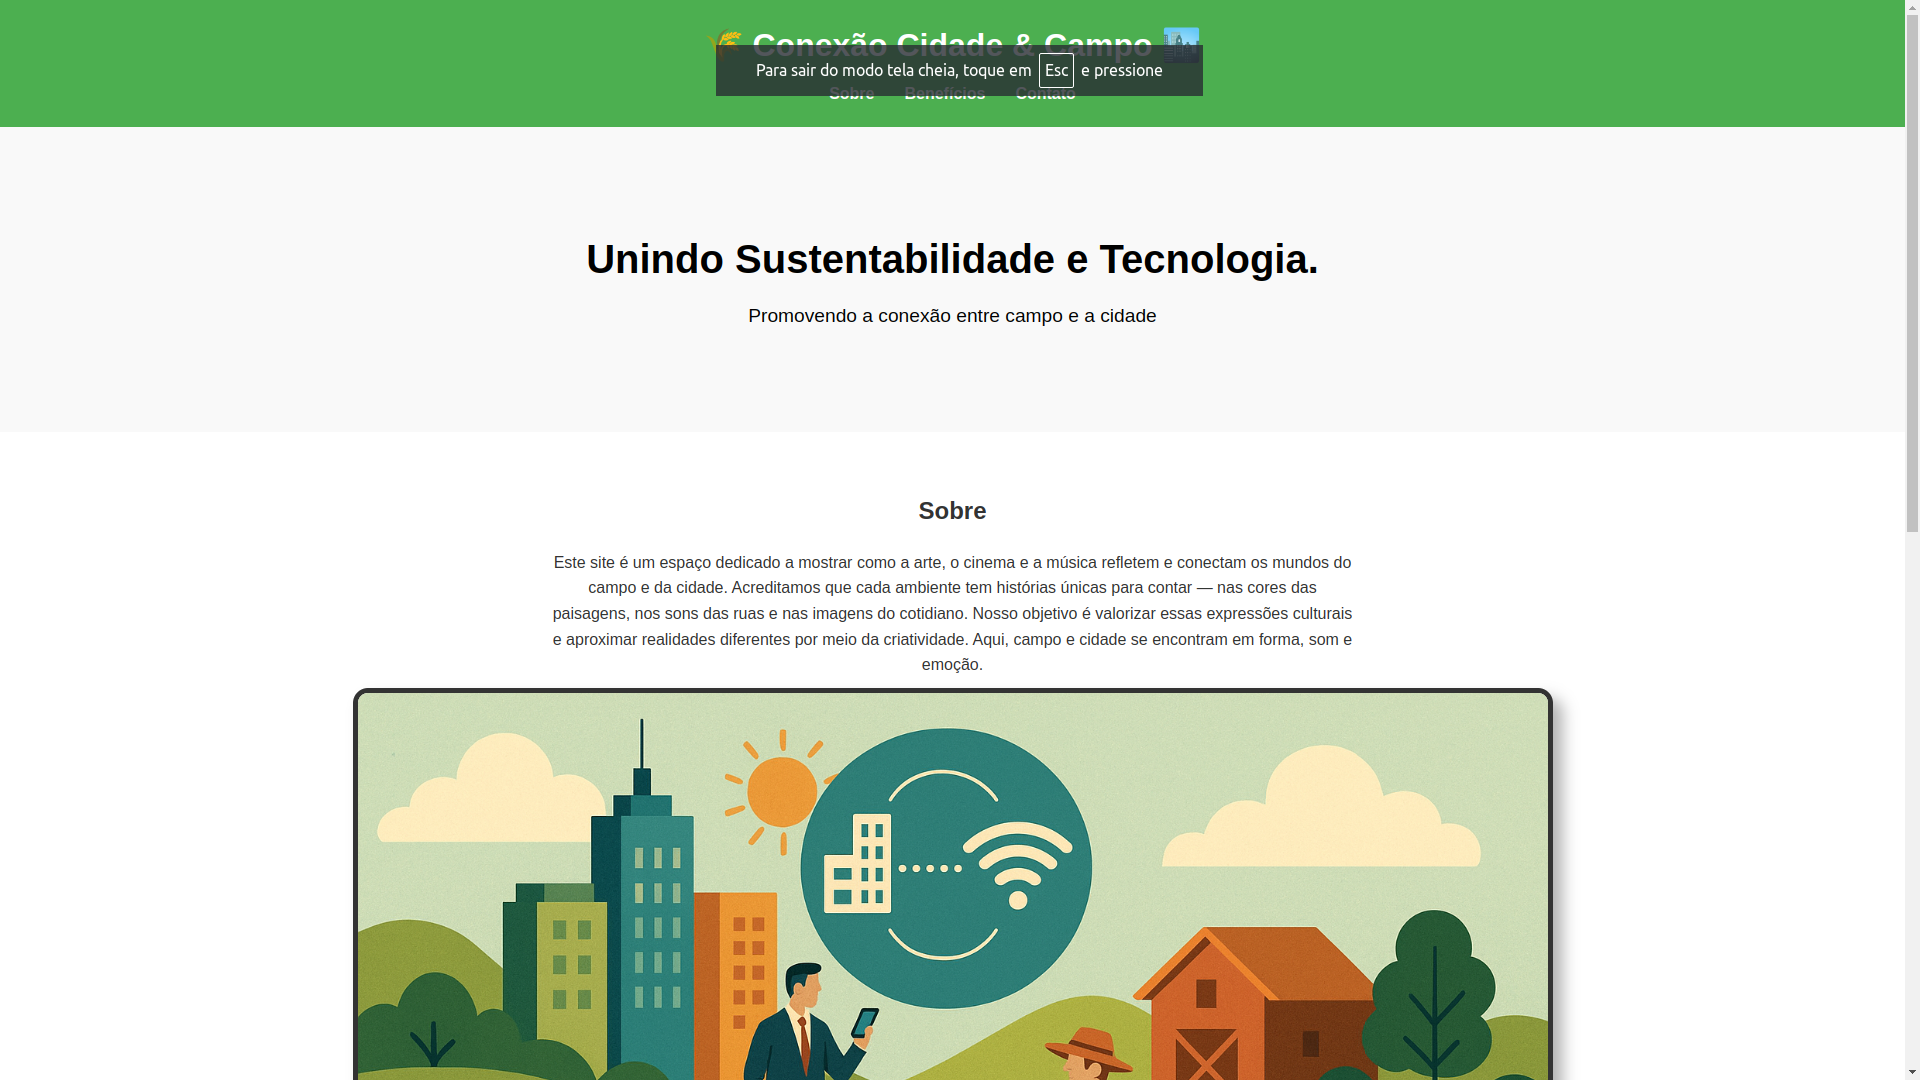 🌾 Conexão Cidade & Campo 🏙️
Para sair do modo tela cheia, toque em Esc e pressione
Sobre Benefícios Contato
Unindo Sustentabilidade e Tecnologia.
Promovendo a conexão entre campo e a cidade
Sobre
Este site é um espaço dedicado a mostrar como a arte, o cinema e a música refletem e conectam os mundos do
campo e da cidade. Acreditamos que cada ambiente tem histórias únicas para contar — nas cores das
paisagens, nos sons das ruas e nas imagens do cotidiano. Nosso objetivo é valorizar essas expressões culturais
e aproximar realidades diferentes por meio da criatividade. Aqui, campo e cidade se encontram em forma, som e
emoção.